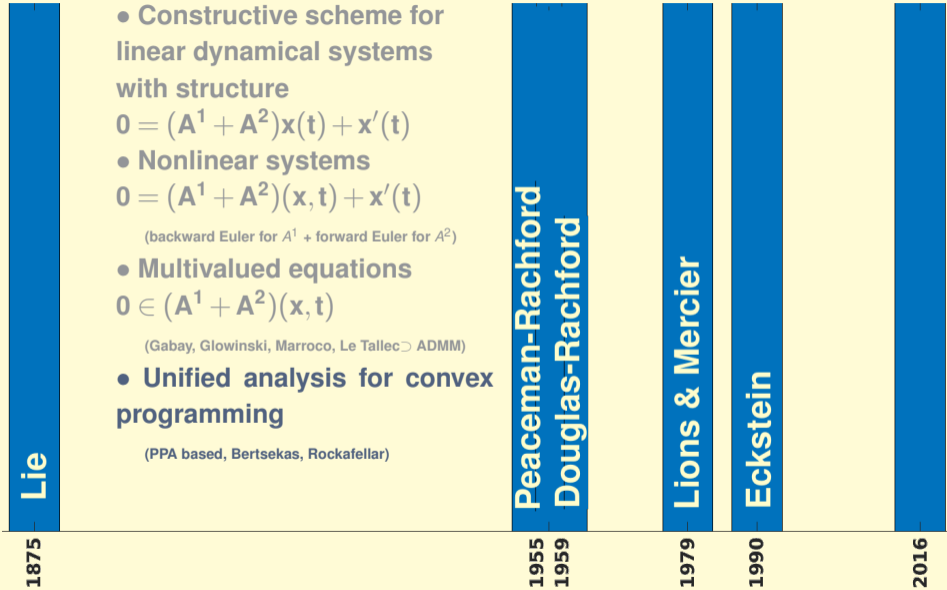 • Constructive scheme for
linear dynamical systems
with structure
0 = (A¹ + A²)x(t) + x′(t)
• Nonlinear systems
0 = (A¹ + A²)(x, t) + x′(t)
(backward Euler for A¹ + forward Euler for A²)
• Multivalued equations
0 ∈ (A¹ + A²)(x, t)
(Gabay, Glowinski, Marroco, Le Tallec⊃ ADMM)
• Unified analysis for convex
programming
(PPA based, Bertsekas, Rockafellar)
Lie
Peaceman-Rachford
Douglas-Rachford
Lions & Mercier
Eckstein
1875
1955
1959
1979
1990
2016